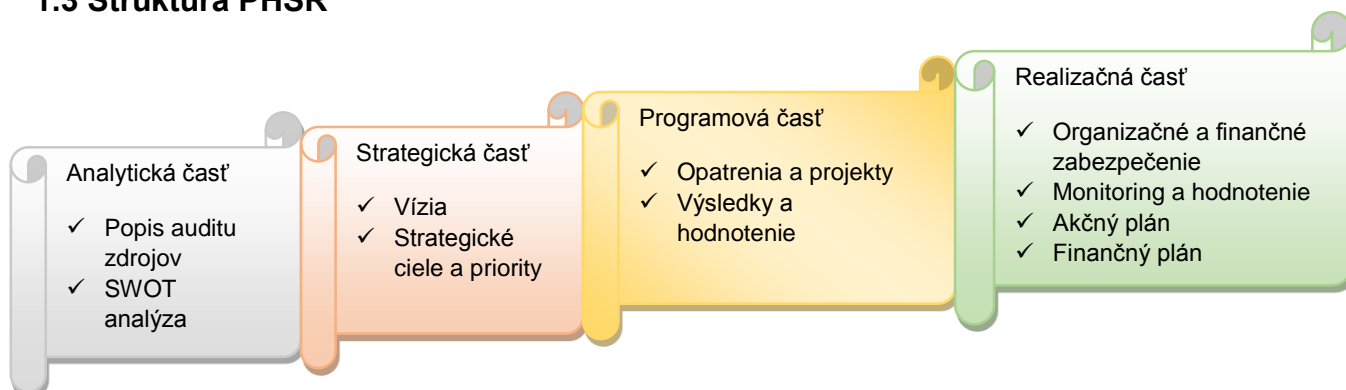 1.3 Štruktúra PHSR
Analytická časť
✓ Popis auditu
zdrojov
✓ SWOT
analýza
Strategická časť
✓ Vízia
✓ Strategické
ciele a priority
Programová časť
✓ Opatrenia a projekty
✓ Výsledky a
hodnotenie
Realizačná časť
✓ Organizačné a finančné
zabezpečenie
✓ Monitoring a hodnotenie
✓ Akčný plán
✓ Finančný plán